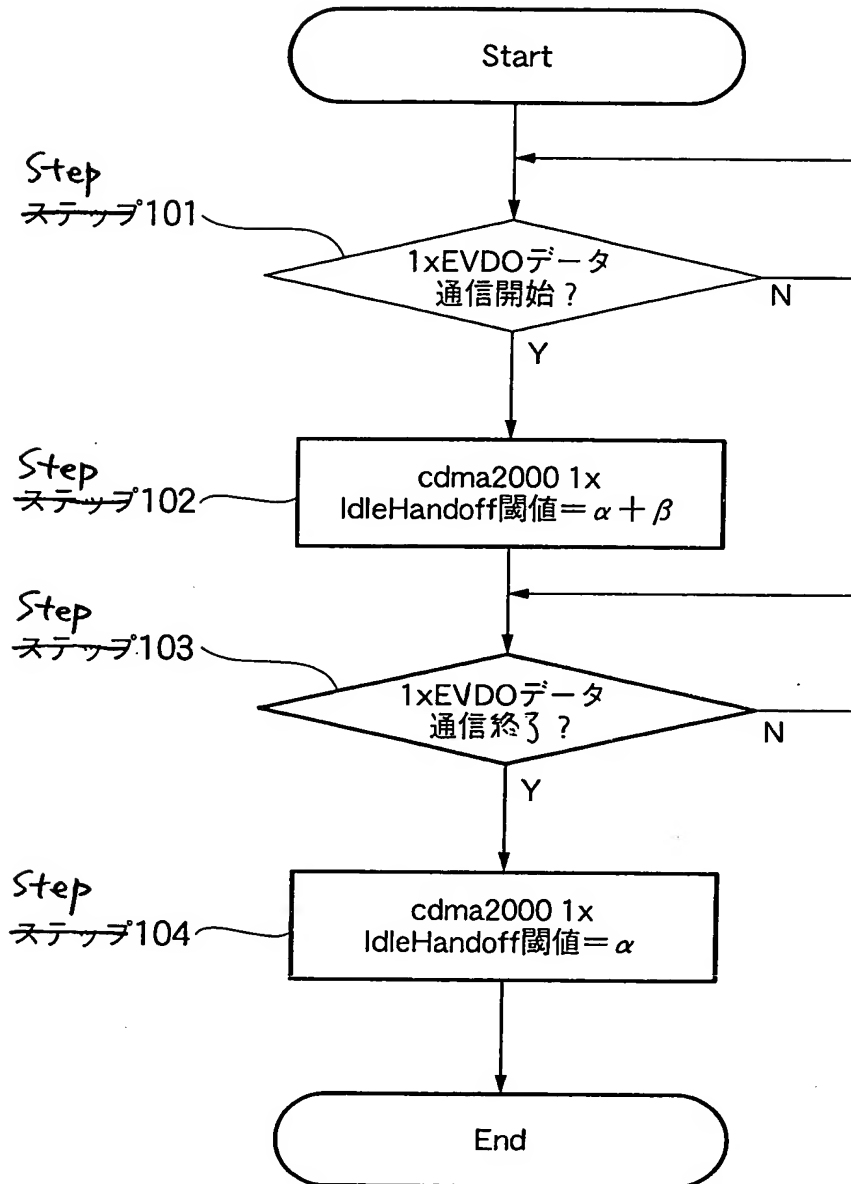 Start
Step
ステップ101
1xEVDOデータ
通信開始？
N
Y
Step
ステップ102
cdma2000 1x
IdleHandoff閾値＝α＋β
Step
ステップ103
1xEVDOデータ
通信終了？
N
Y
Step
ステップ104
cdma2000 1x
IdleHandoff閾値＝α
End